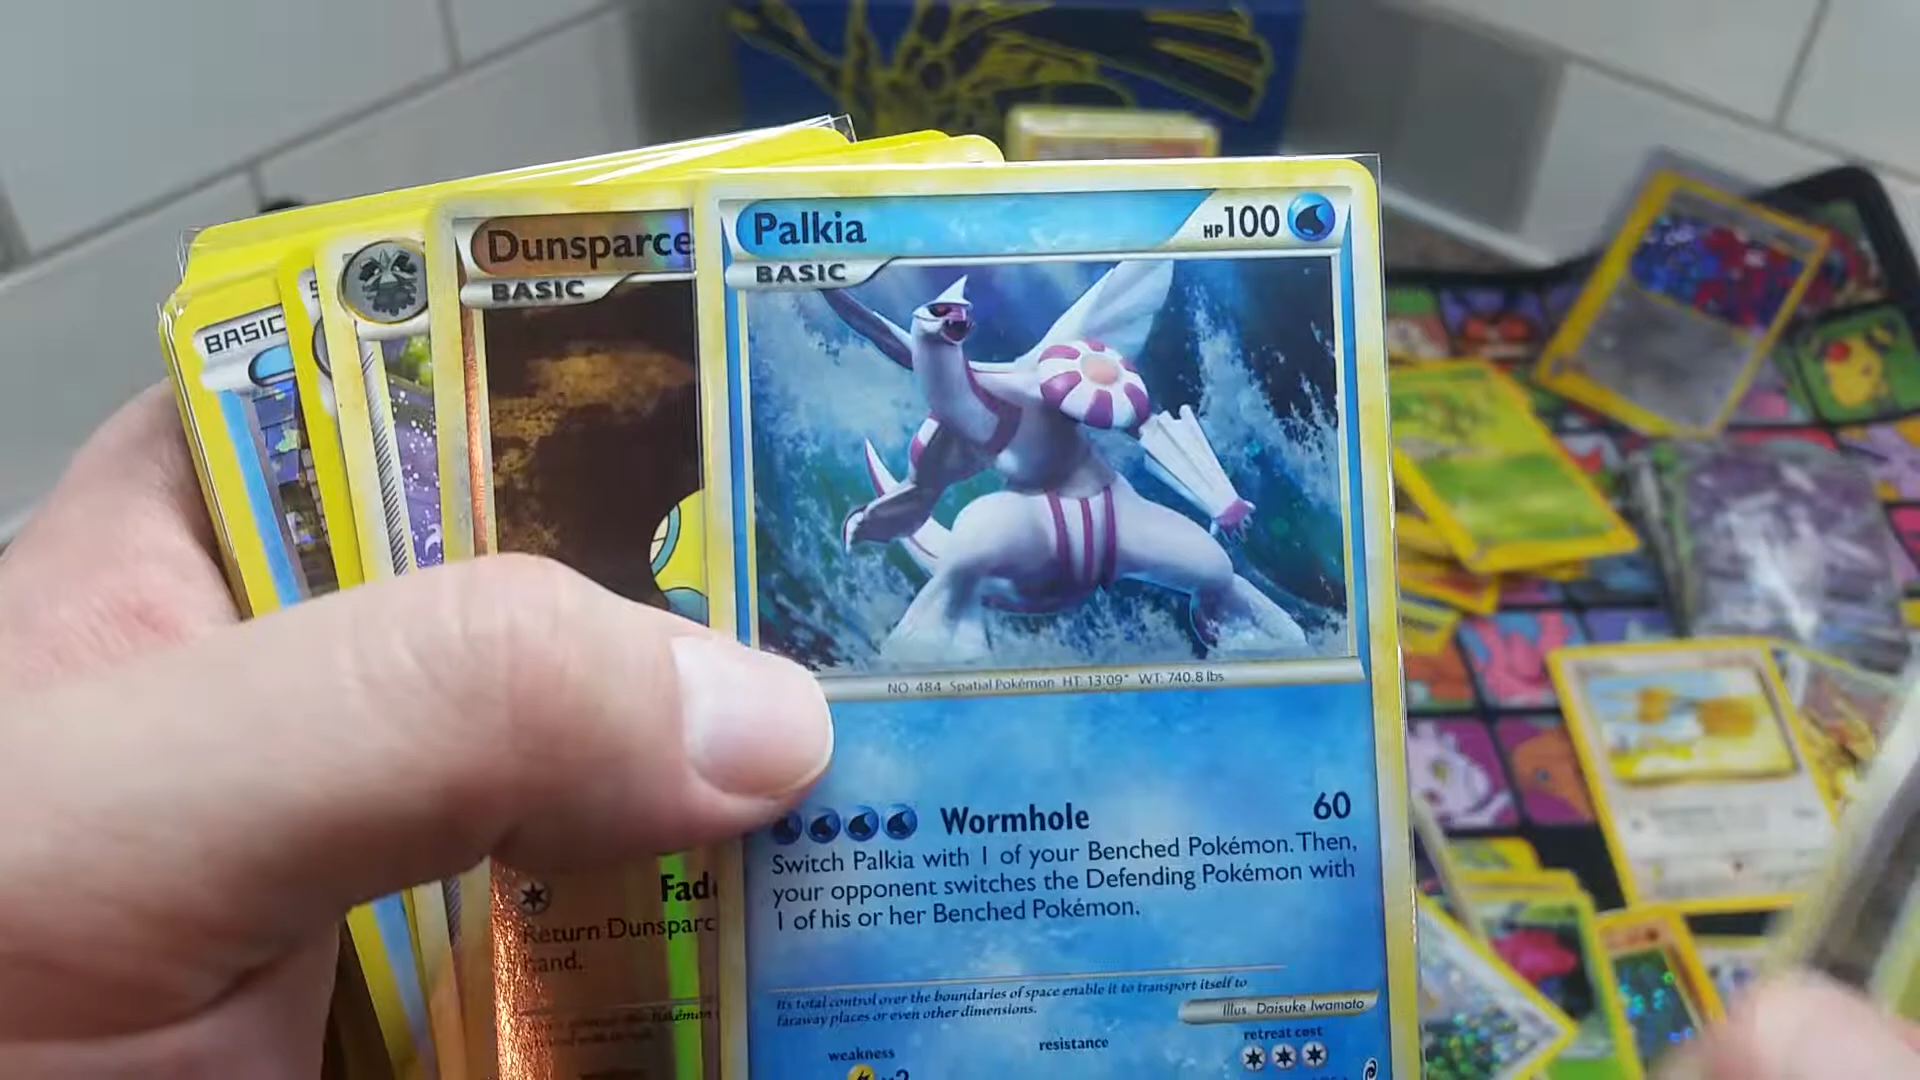 Palkia
HP100
BASIC
Dunsparce
BASIC
BASIC
NO. 484 Spatial Pokémon HT: 13'09" WT: 740.8 lbs
Wormhole 60
Switch Palkia with 1 of your Benched Pokémon. Then,
your opponent switches the Defending Pokémon with
1 of his or her Benched Pokémon.
Its total control over the boundaries of space enable it to transport itself to
faraway places or even other dimensions.
Illus. Daisuke Iwamoto
weakness
resistance
retreat cost
x2
Fad
Return Dunsparc
hand.